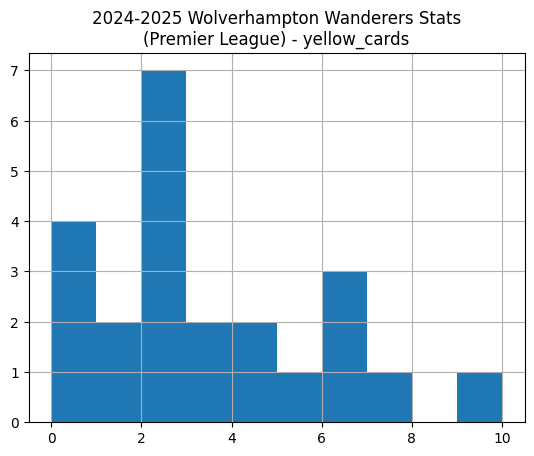 2024-2025 Wolverhampton Wanderers Stats
(Premier League) - yellow_cards
7
6
5
4
3
2
1
0
0 2 4 6 8 10